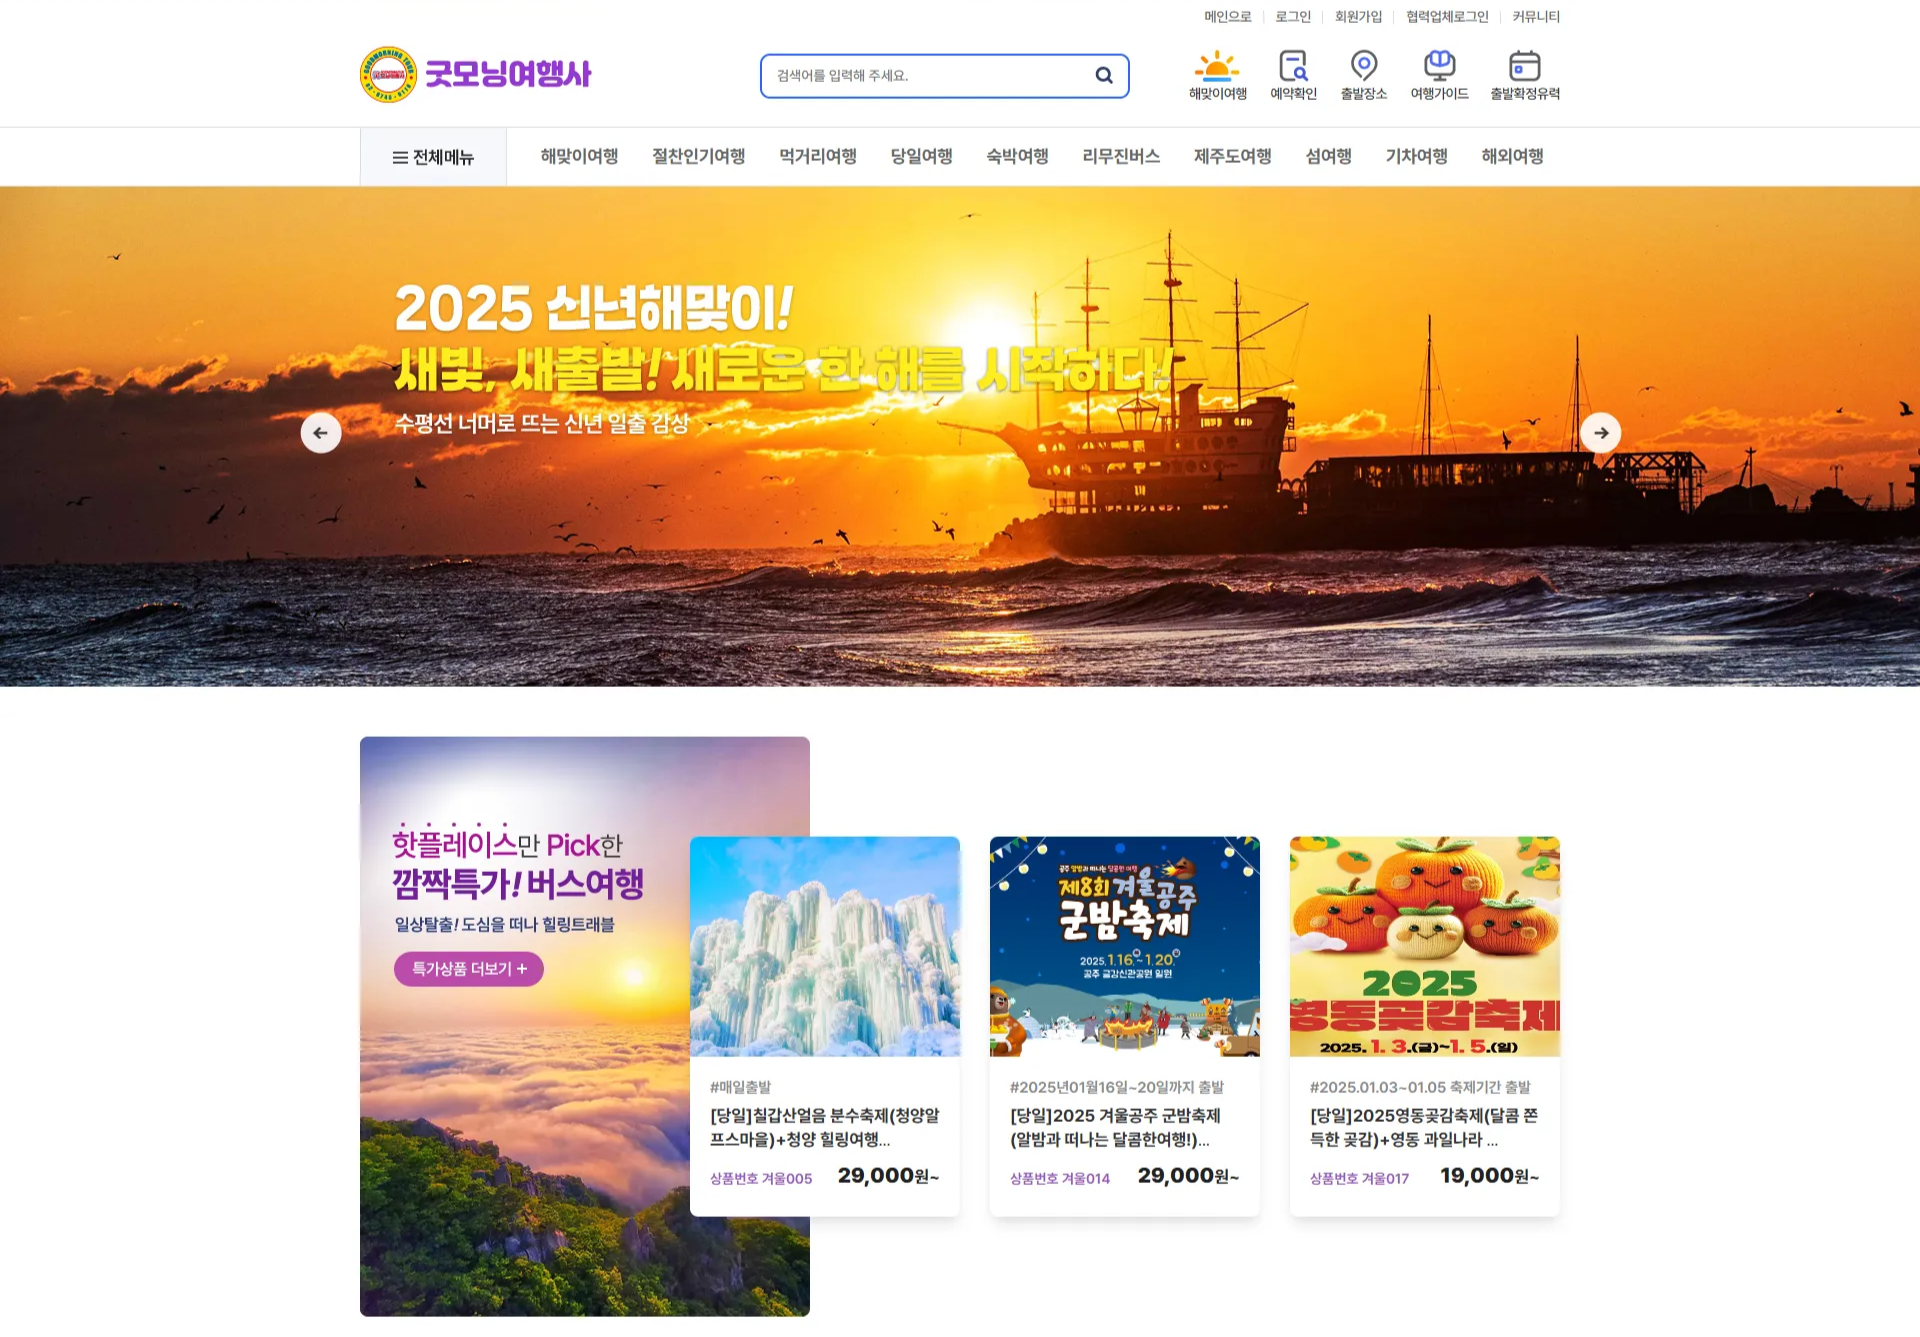 메인으로
로그인
회원가입
협력업체로그인
커뮤니티
굿모닝여행사
검색어를 입력해 주세요.
해맞이여행
예약확인
출발장소
여행가이드
출발확정유력
전체메뉴
해맞이여행
절찬인기여행
먹거리여행
당일여행
숙박여행
리무진버스
제주도여행
섬여행
기차여행
해외여행
2025 신년해맞이!
새빛, 새출발! 새로운 한 해를 시작하다!
수평선 너머로 뜨는 신년 일출 감상
핫플레이스만 Pick한
깜짝특가! 버스여행
일상탈출! 도심을 떠나 힐링트래블
특가상품 더보기 +
#매일출발
[당일]칠갑산얼음 분수축제(청양알
프스마을)+청양 힐링여행...
상품번호 겨울005
29,000원~
공주 알밤과 떠나는 달콤한 여행
제8회 겨울공주
군밤축제
2025. 1.16 ~ 1.20.
공주 금강신관공원 일원
#2025년01월16일~20일까지 출발
[당일]2025 겨울공주 군밤축제
(알밤과 떠나는 달콤한여행!)...
상품번호 겨울014
29,000원~
2025
영동곶감축제
2025. 1. 3.(금)~1. 5.(일)
#2025.01.03~01.05 축제기간 출발
[당일]2025영동곶감축제(달콤 쫀
득한 곶감)+영동 과일나라 ...
상품번호 겨울017
19,000원~